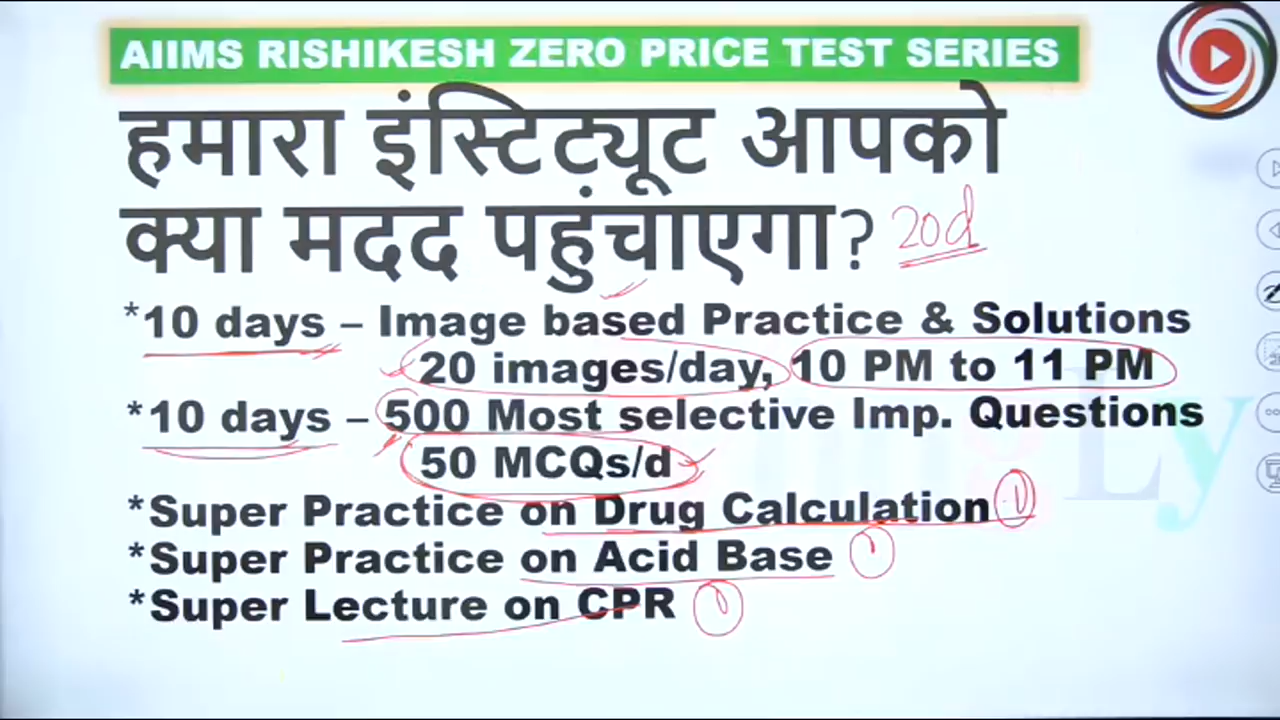 AIIMS RISHIKESH ZERO PRICE TEST SERIES
हमारा इंस्टिट्यूट आपको
क्या मदद पहुंचाएगा? 20d
*10 days – Image based Practice & Solutions
20 images/day, 10 PM to 11 PM
*10 days – 500 Most selective Imp. Questions
50 MCQs/d
*Super Practice on Drug Calculation 1
*Super Practice on Acid Base 1
*Super Lecture on CPR 1